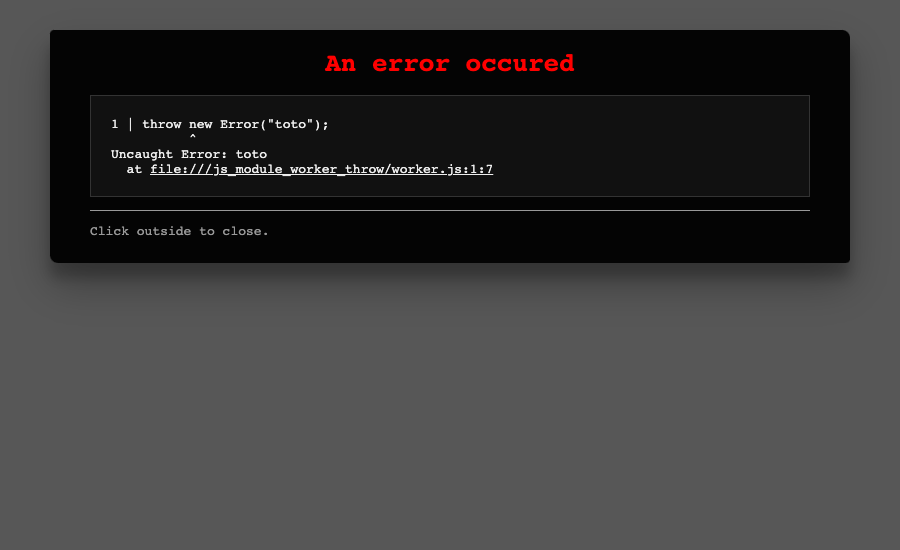 An error occured
1 | throw new Error("toto");
^
Uncaught Error: toto
at file:///js_module_worker_throw/worker.js:1:7
Click outside to close.